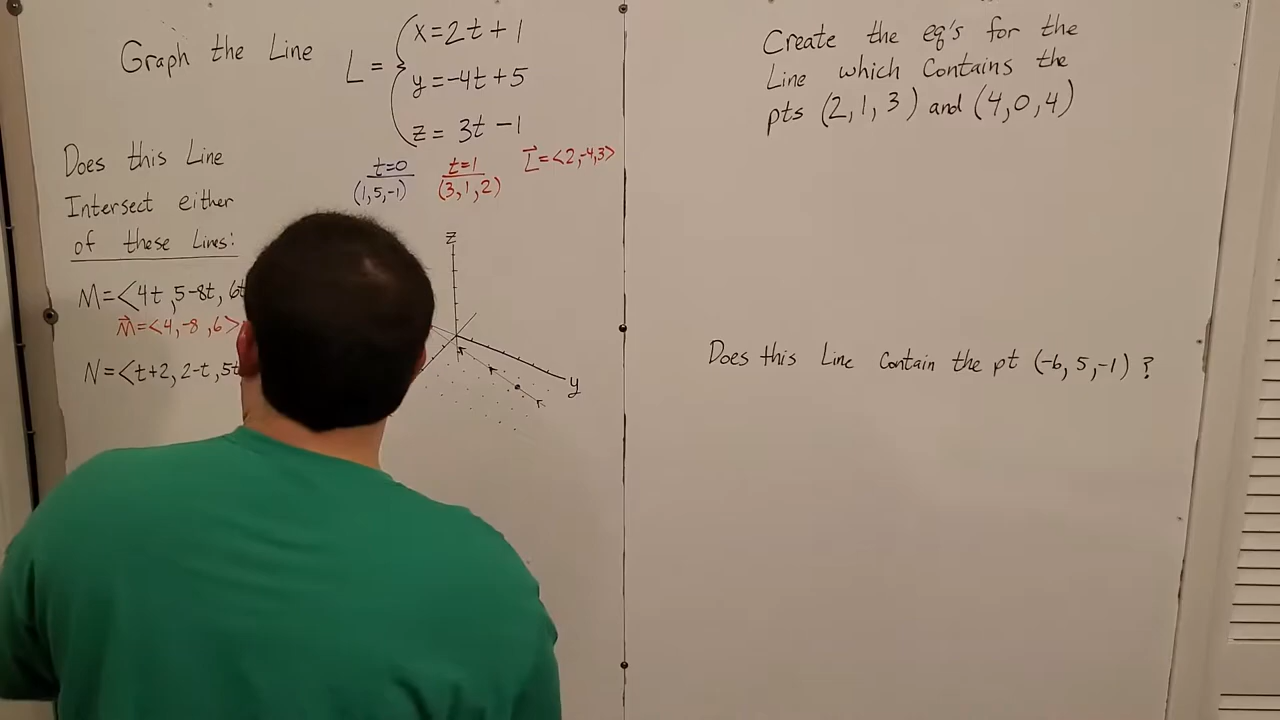 Graph the Line
L = { x=2t+1
y=-4t+5
z= 3t-1
t=0
(1,5,-1)
t=1
(3,1,2)
L=<2,-4,3>
Does this Line
Intersect either
of these Lines:
M=<4t,5-8t,6t
M=<4,-8,6>
N=<t+2,2-t,5t
z
y
Create the eq's for the
Line which Contains the
pts (2,1,3) and (4,0,4)
Does this Line Contain the pt (-6,5,-1)?